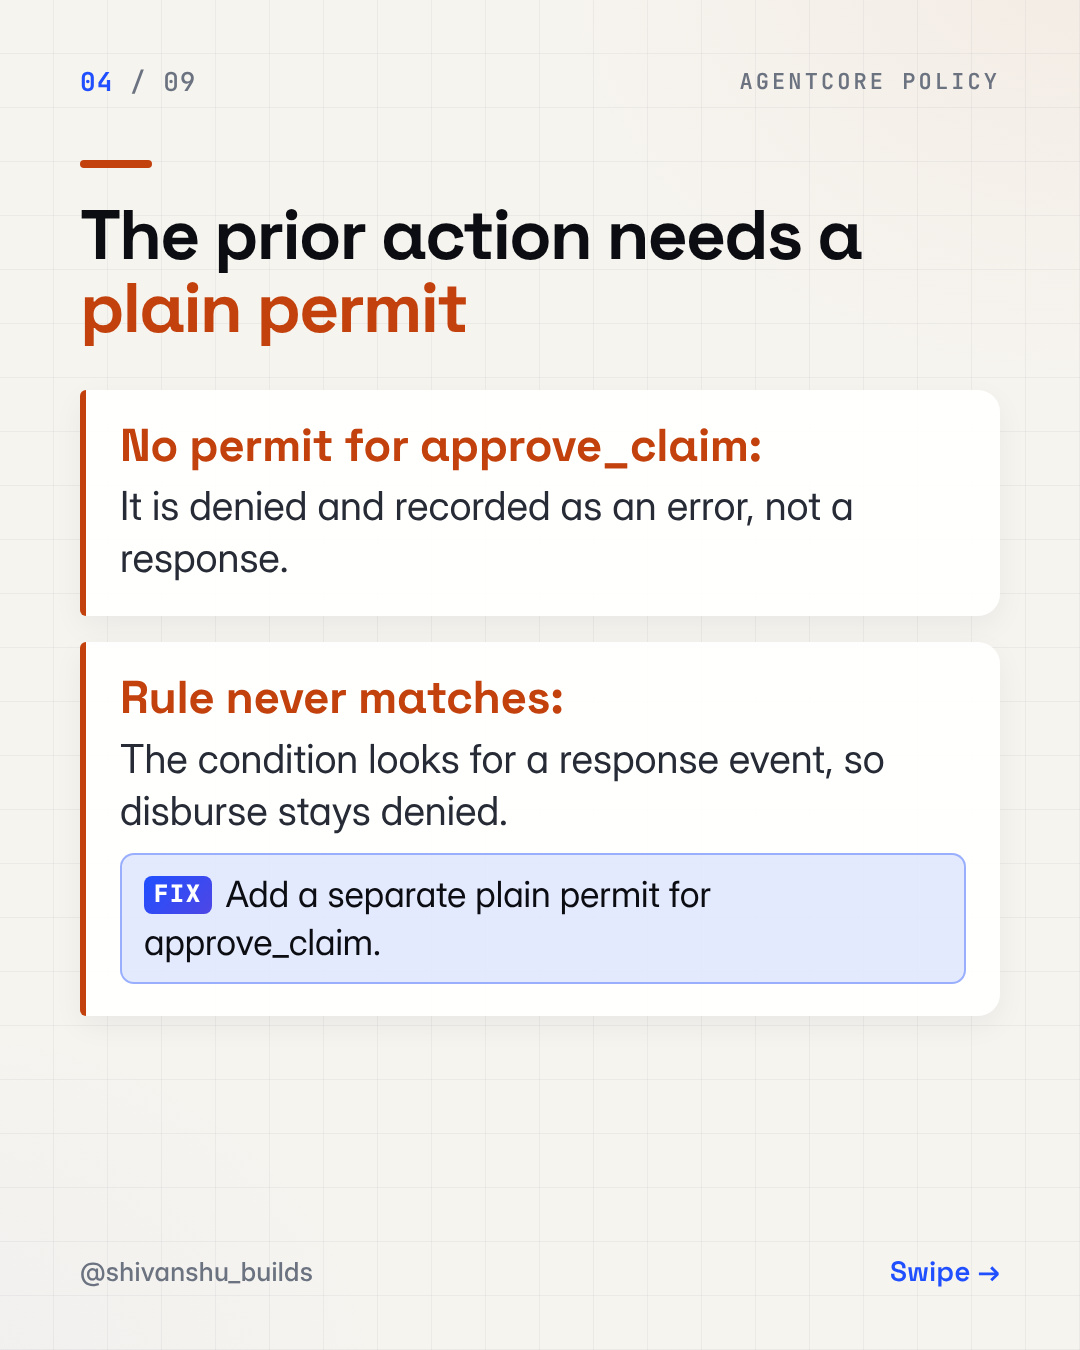 04 / 09
AGENTCORE POLICY
The prior action needs a
plain permit
No permit for approve_claim:
It is denied and recorded as an error, not a
response.
Rule never matches:
The condition looks for a response event, so
disburse stays denied.
FIX Add a separate plain permit for
approve_claim.
@shivanshu_builds
Swipe →